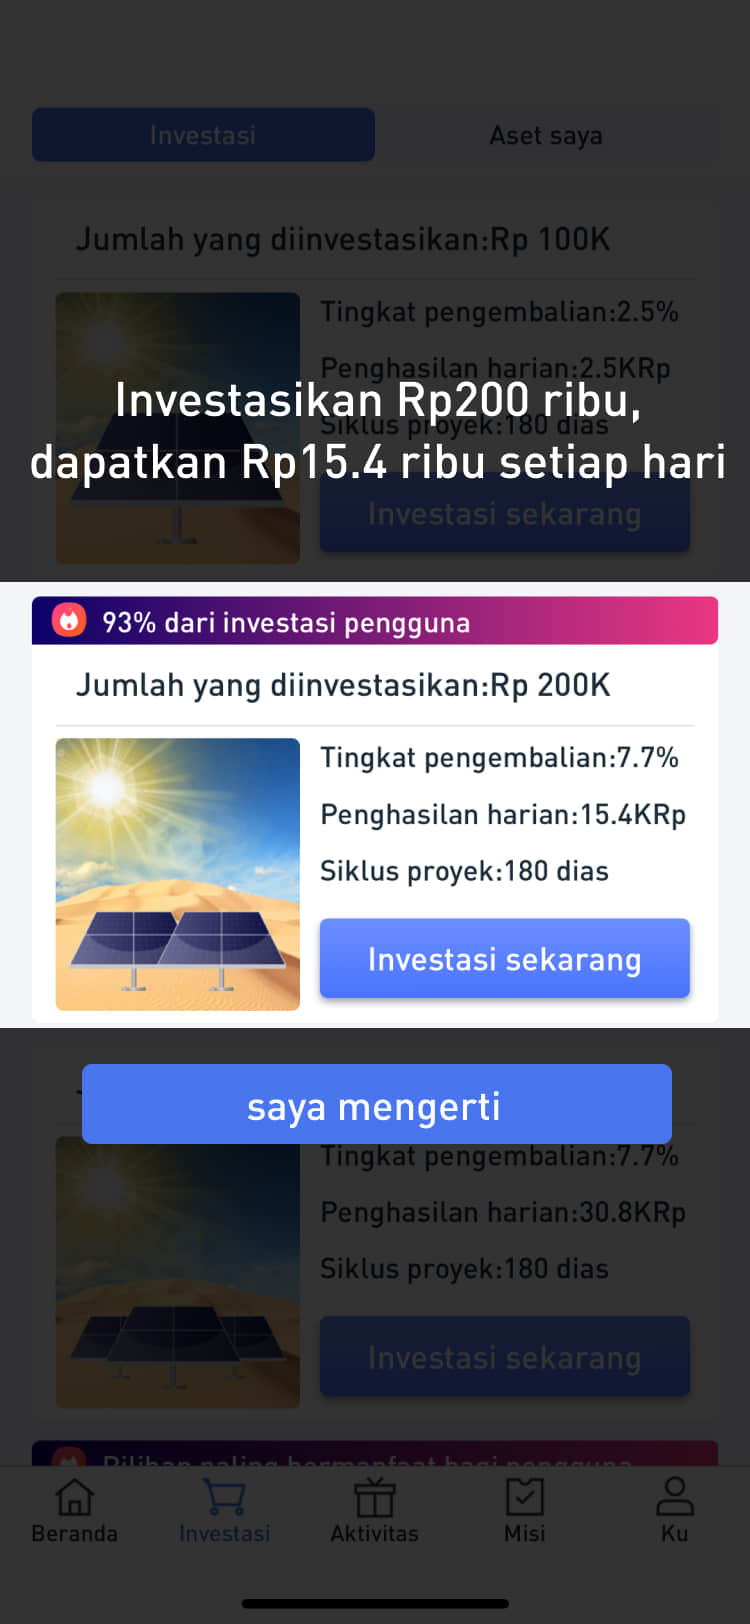 Investasi
Aset saya
Jumlah yang diinvestasikan:Rp 100K
Tingkat pengembalian:2.5%
Penghasilan harian:2.5KRp
Investasikan Rp200 ribu,
Siklus proyek:180 dias
dapatkan Rp15.4 ribu setiap hari
Investasi sekarang
93% dari investasi pengguna
Jumlah yang diinvestasikan:Rp 200K
Tingkat pengembalian:7.7%
Penghasilan harian:15.4KRp
Siklus proyek:180 dias
Investasi sekarang
saya mengerti
Tingkat pengembalian:7.7%
Penghasilan harian:30.8KRp
Siklus proyek:180 dias
Investasi sekarang
Pilihan paling bermanfaat bagi pengguna
Beranda
Investasi
Aktivitas
Misi
Ku